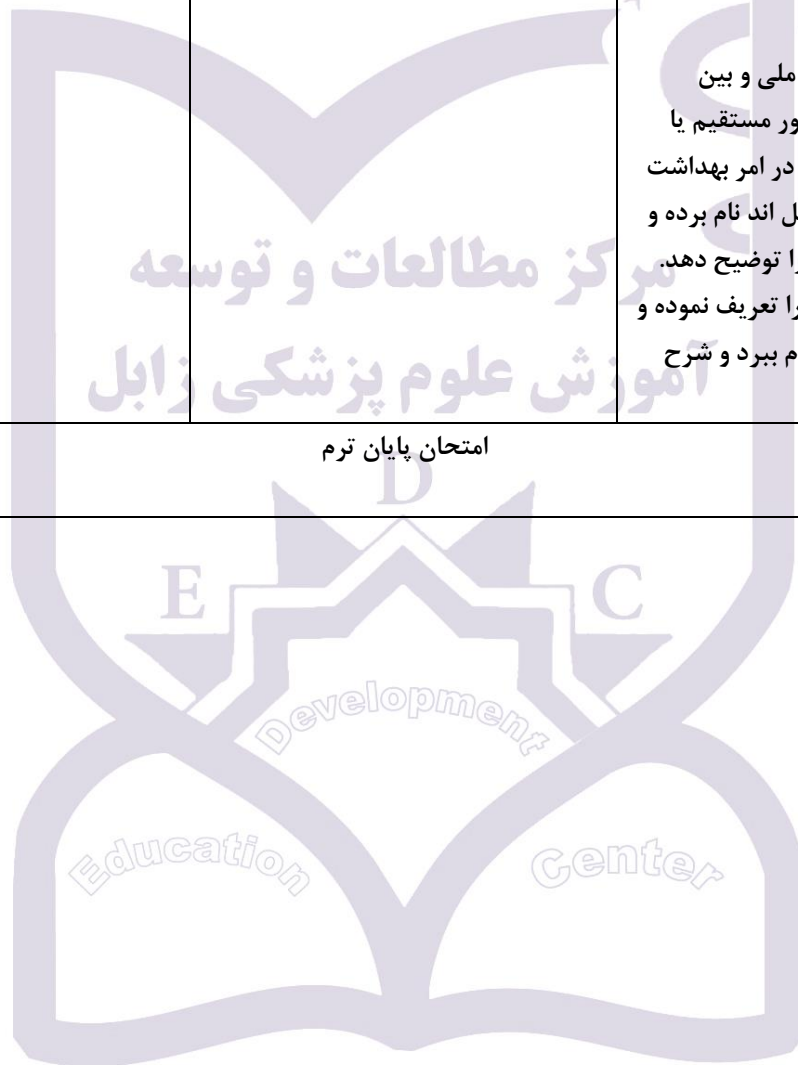 ملی و بین
ور مستقیم یا
در امر بهداشت
ل اند نام برده و
را توضیح دهد.
را تعریف نموده و
م ببرد و شرح
مرکز مطالعات و توسعه
آموزش علوم پزشکی زابل
امتحان پایان ترم
D
E C
Development
Education Center